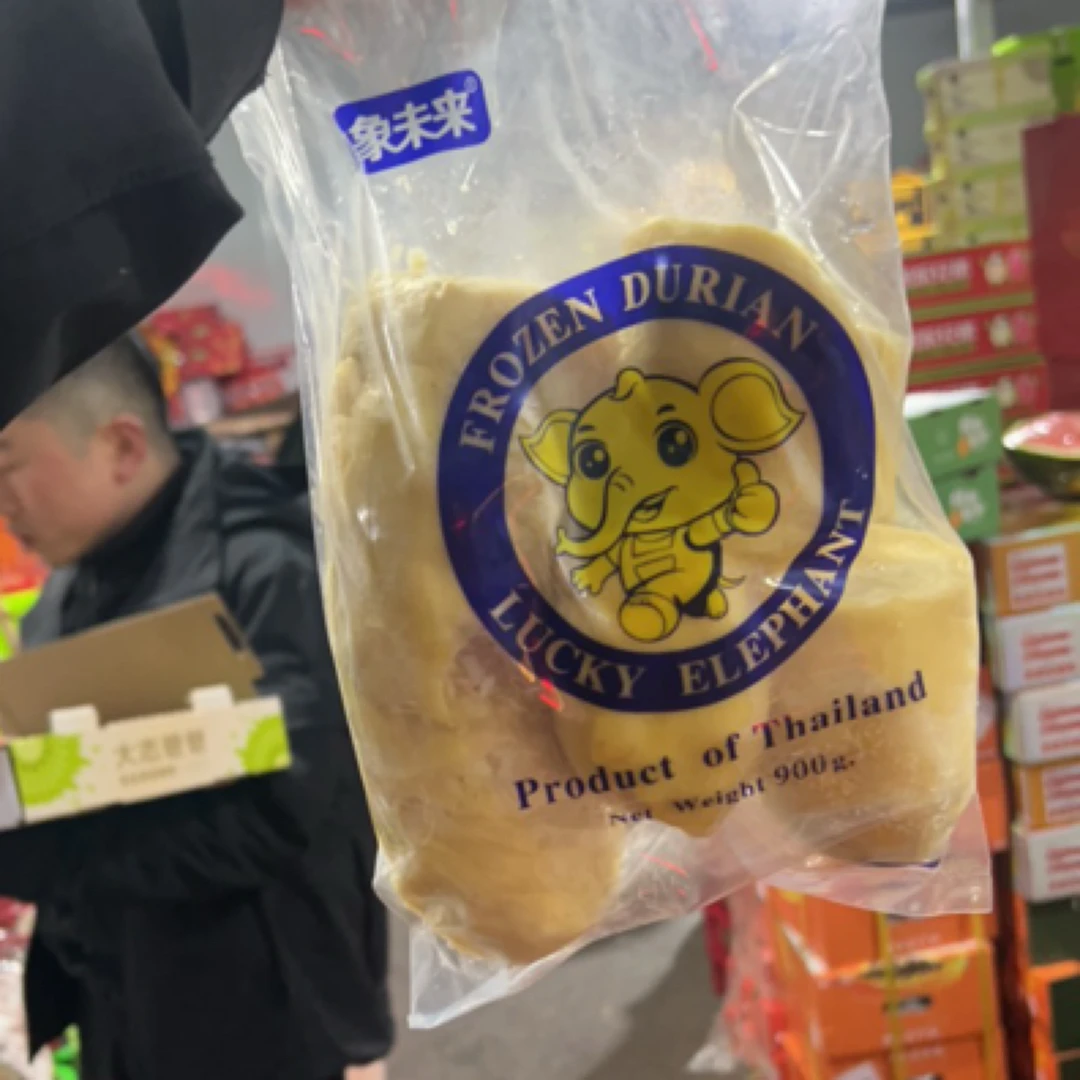 象未来
FROZEN DURIAN
LUCKY ELEPHANT
Product of Thailand
Net Weight 900g.